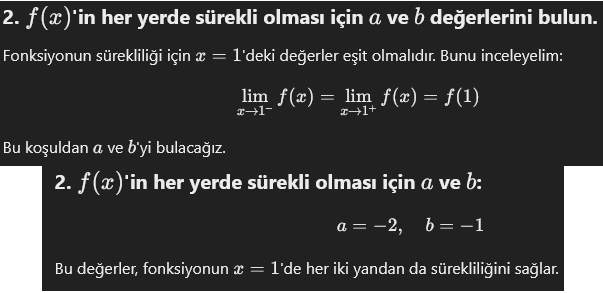 2. f(x)'in her yerde sürekli olması için a ve b değerlerini bulun.
Fonksiyonun sürekliliği için x = 1'deki değerler eşit olmalıdır. Bunu inceleyelim:
lim_{x→1⁻} f(x) = lim_{x→1⁺} f(x) = f(1)
Bu koşuldan a ve b'yi bulacağız.
2. f(x)'in her yerde sürekli olması için a ve b:
a = −2, b = −1
Bu değerler, fonksiyonun x = 1'de her iki yandan da sürekliliğini sağlar.